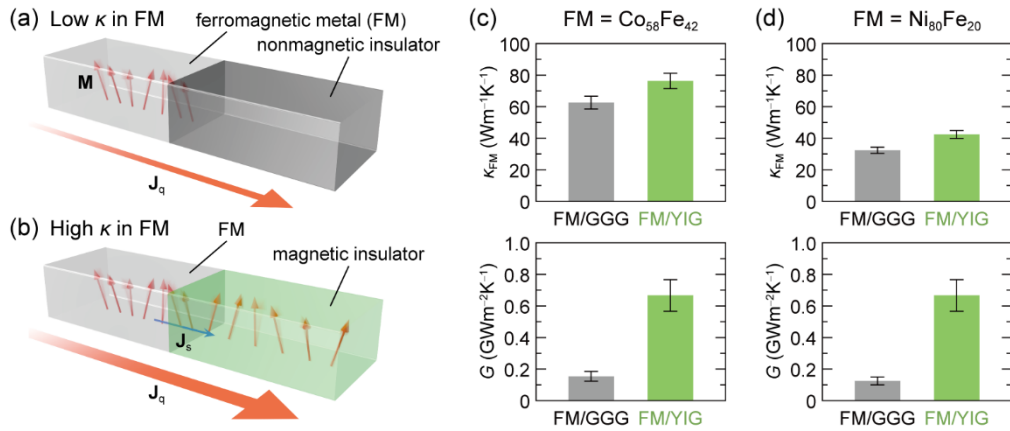 (a) Low κ in FM
ferromagnetic metal (FM)
nonmagnetic insulator
M
Jq
(b) High κ in FM
FM
magnetic insulator
Js
Jq
(c) FM = Co58Fe42
κFM (Wm−1K−1)
100
80
60
40
20
0
FM/GGG FM/YIG
G (GWm−2K−1)
1.0
0.8
0.6
0.4
0.2
0
FM/GGG FM/YIG
(d) FM = Ni80Fe20
κFM (Wm−1K−1)
100
80
60
40
20
0
FM/GGG FM/YIG
G (GWm−2K−1)
1.0
0.8
0.6
0.4
0.2
0
FM/GGG FM/YIG